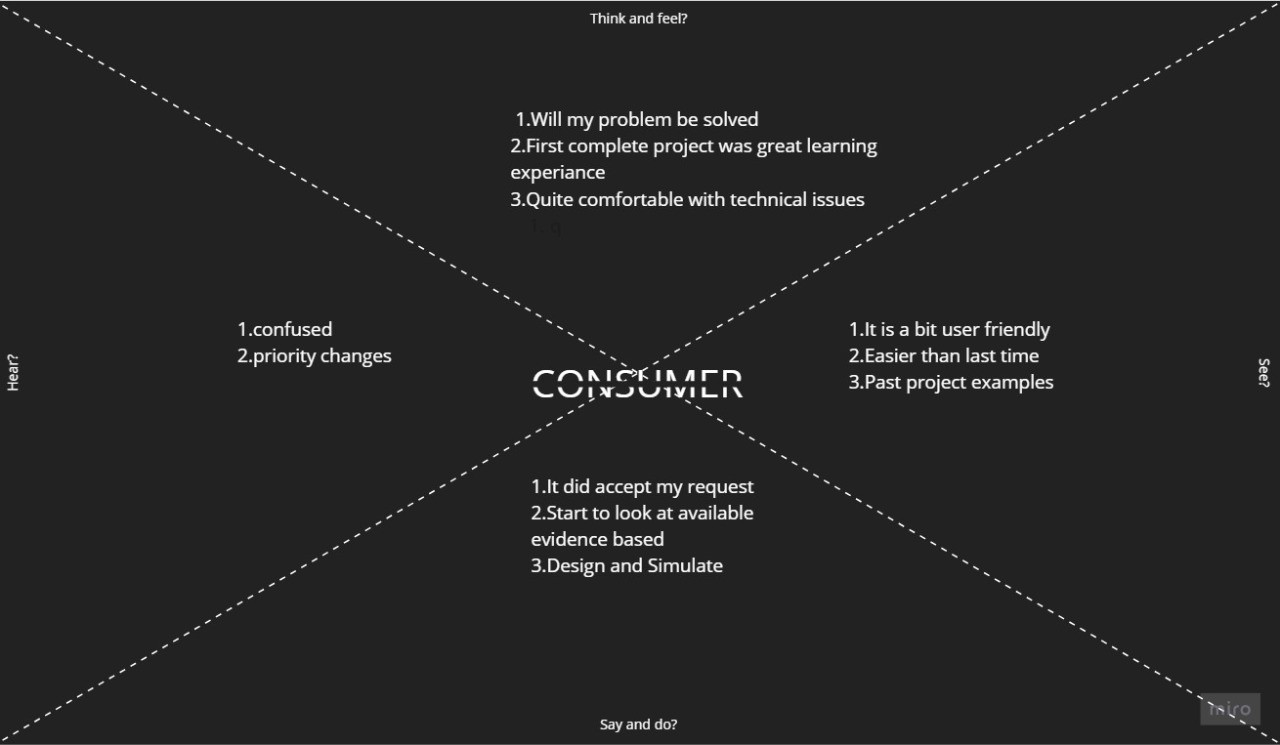 Think and feel?
1.Will my problem be solved
2.First complete project was great learning
experiance
3.Quite comfortable with technical issues
1. q
Hear?
1.confused
2.priority changes
CONSUMER
1.It is a bit user friendly
2.Easier than last time
3.Past project examples
See?
1.It did accept my request
2.Start to look at available
evidence based
3.Design and Simulate
Say and do?
miro